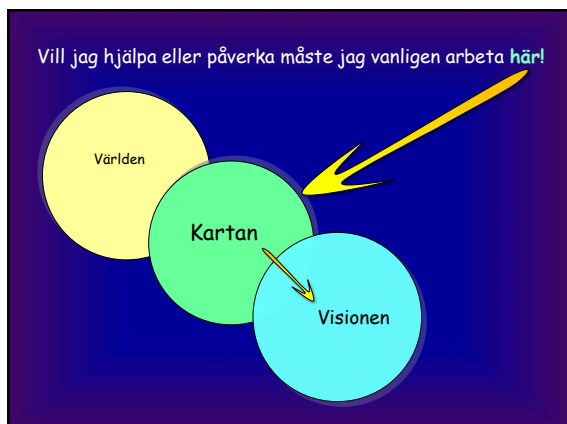 Vill jag hjälpa eller påverka måste jag vanligen arbeta här!
Världen
Kartan
Visionen